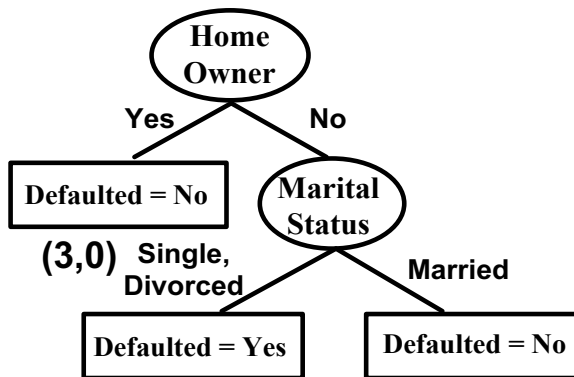 Home
Owner
Yes
No
Defaulted = No
Marital
Status
(3,0)
Single,
Divorced
Married
Defaulted = Yes
Defaulted = No